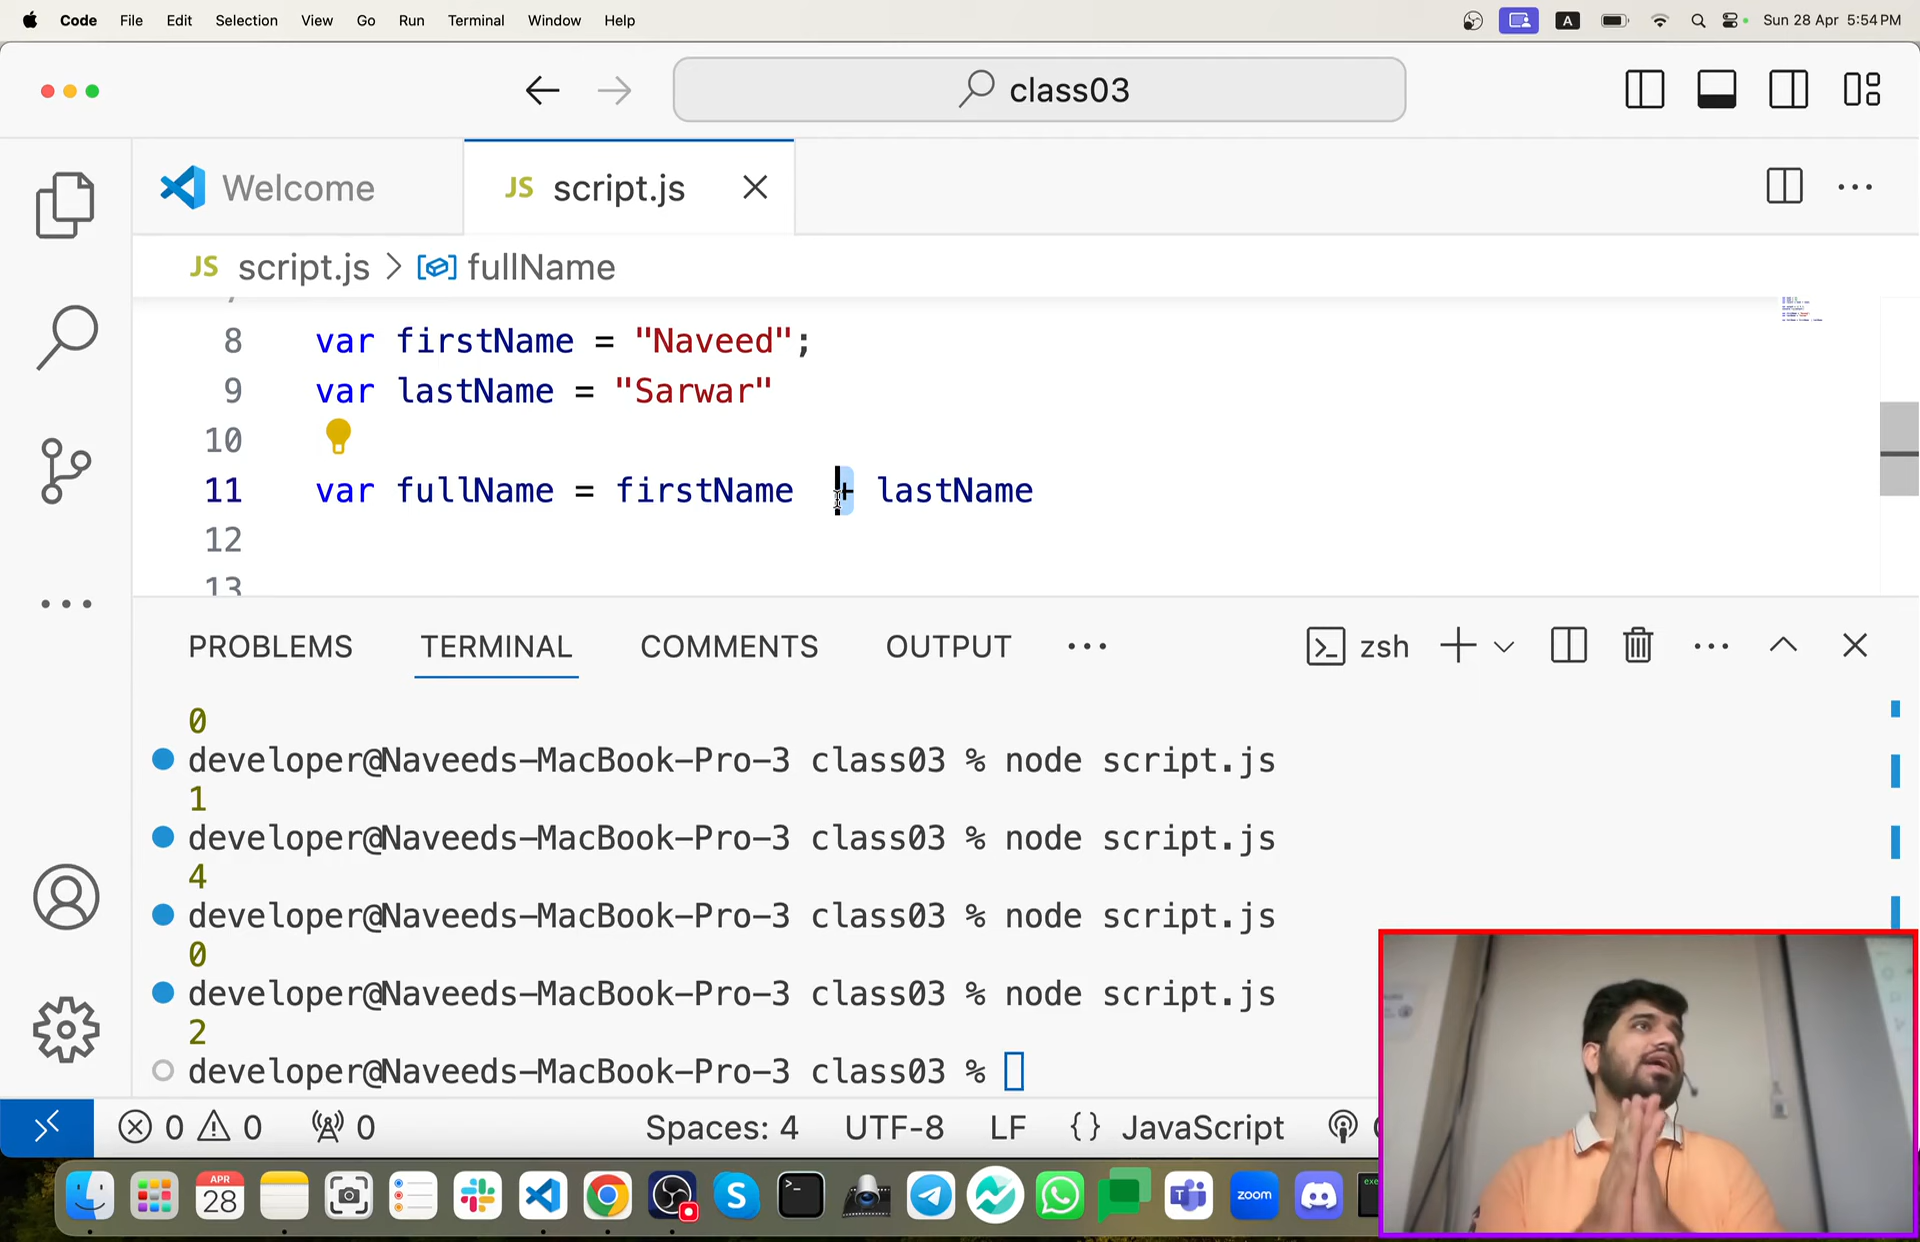 Code File Edit Selection View Go Run Terminal Window Help A Sun 28 Apr 5:54 PM
class03
Welcome JS script.js
JS script.js > fullName
8 var firstName = "Naveed";
9 var lastName = "Sarwar"
10
11 var fullName = firstName + lastName
12
13
PROBLEMS TERMINAL COMMENTS OUTPUT ··· zsh
0
developer@Naveeds-MacBook-Pro-3 class03 % node script.js
1
developer@Naveeds-MacBook-Pro-3 class03 % node script.js
4
developer@Naveeds-MacBook-Pro-3 class03 % node script.js
0
developer@Naveeds-MacBook-Pro-3 class03 % node script.js
2
developer@Naveeds-MacBook-Pro-3 class03 %
0 0 0 Spaces: 4 UTF-8 LF {} JavaScript
APR
28
S
>_
T
zoom
exe